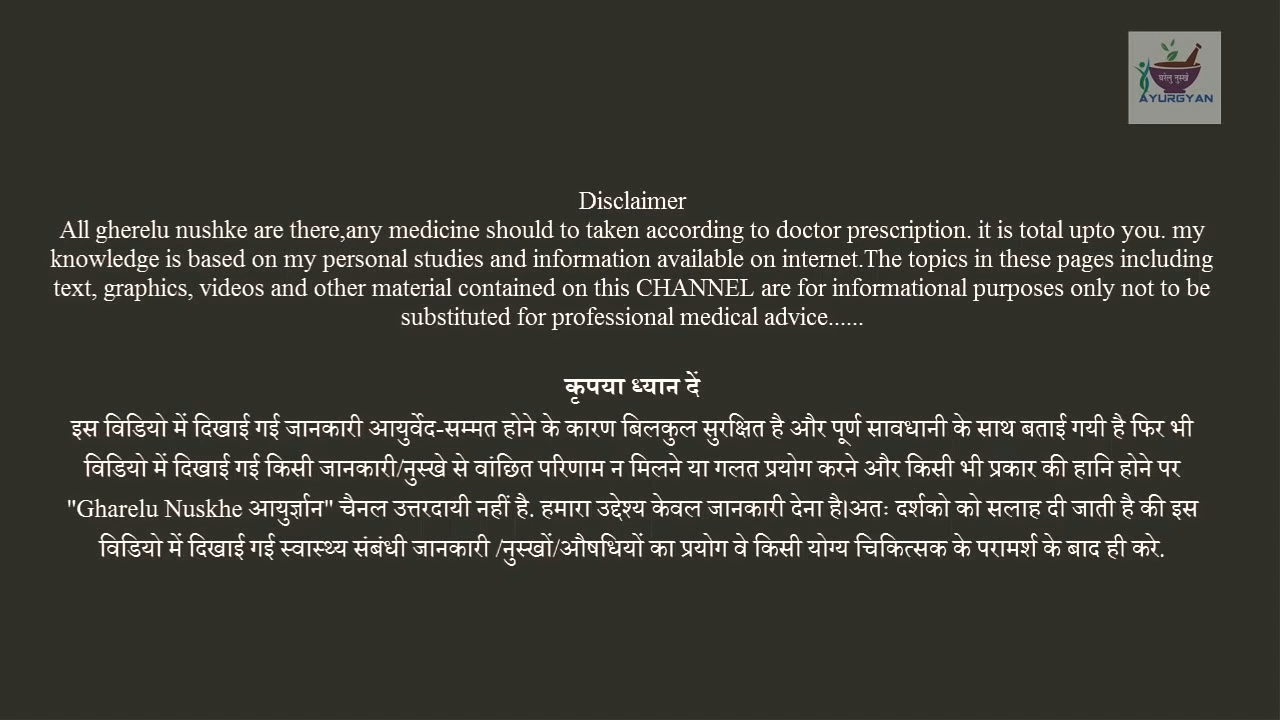 घरेलु नुस्खे
AYURGYAN
Disclaimer
All gherelu nushke are there,any medicine should to taken according to doctor prescription. it is total upto you. my
knowledge is based on my personal studies and information available on internet.The topics in these pages including
text, graphics, videos and other material contained on this CHANNEL are for informational purposes only not to be
substituted for professional medical advice......
कृपया ध्यान दें
इस विडियो में दिखाई गई जानकारी आयुर्वेद-सम्मत होने के कारण बिलकुल सुरक्षित है और पूर्ण सावधानी के साथ बताई गयी है फिर भी
विडियो में दिखाई गई किसी जानकारी/नुस्खे से वांछित परिणाम न मिलने या गलत प्रयोग करने और किसी भी प्रकार की हानि होने पर
"Gharelu Nuskhe आयुर्ज्ञान" चैनल उत्तरदायी नहीं है. हमारा उद्देश्य केवल जानकारी देना है।अतः दर्शको को सलाह दी जाती है की इस
विडियो में दिखाई गई स्वास्थ्य संबंधी जानकारी /नुस्खों/औषधियों का प्रयोग वे किसी योग्य चिकित्सक के परामर्श के बाद ही करे.